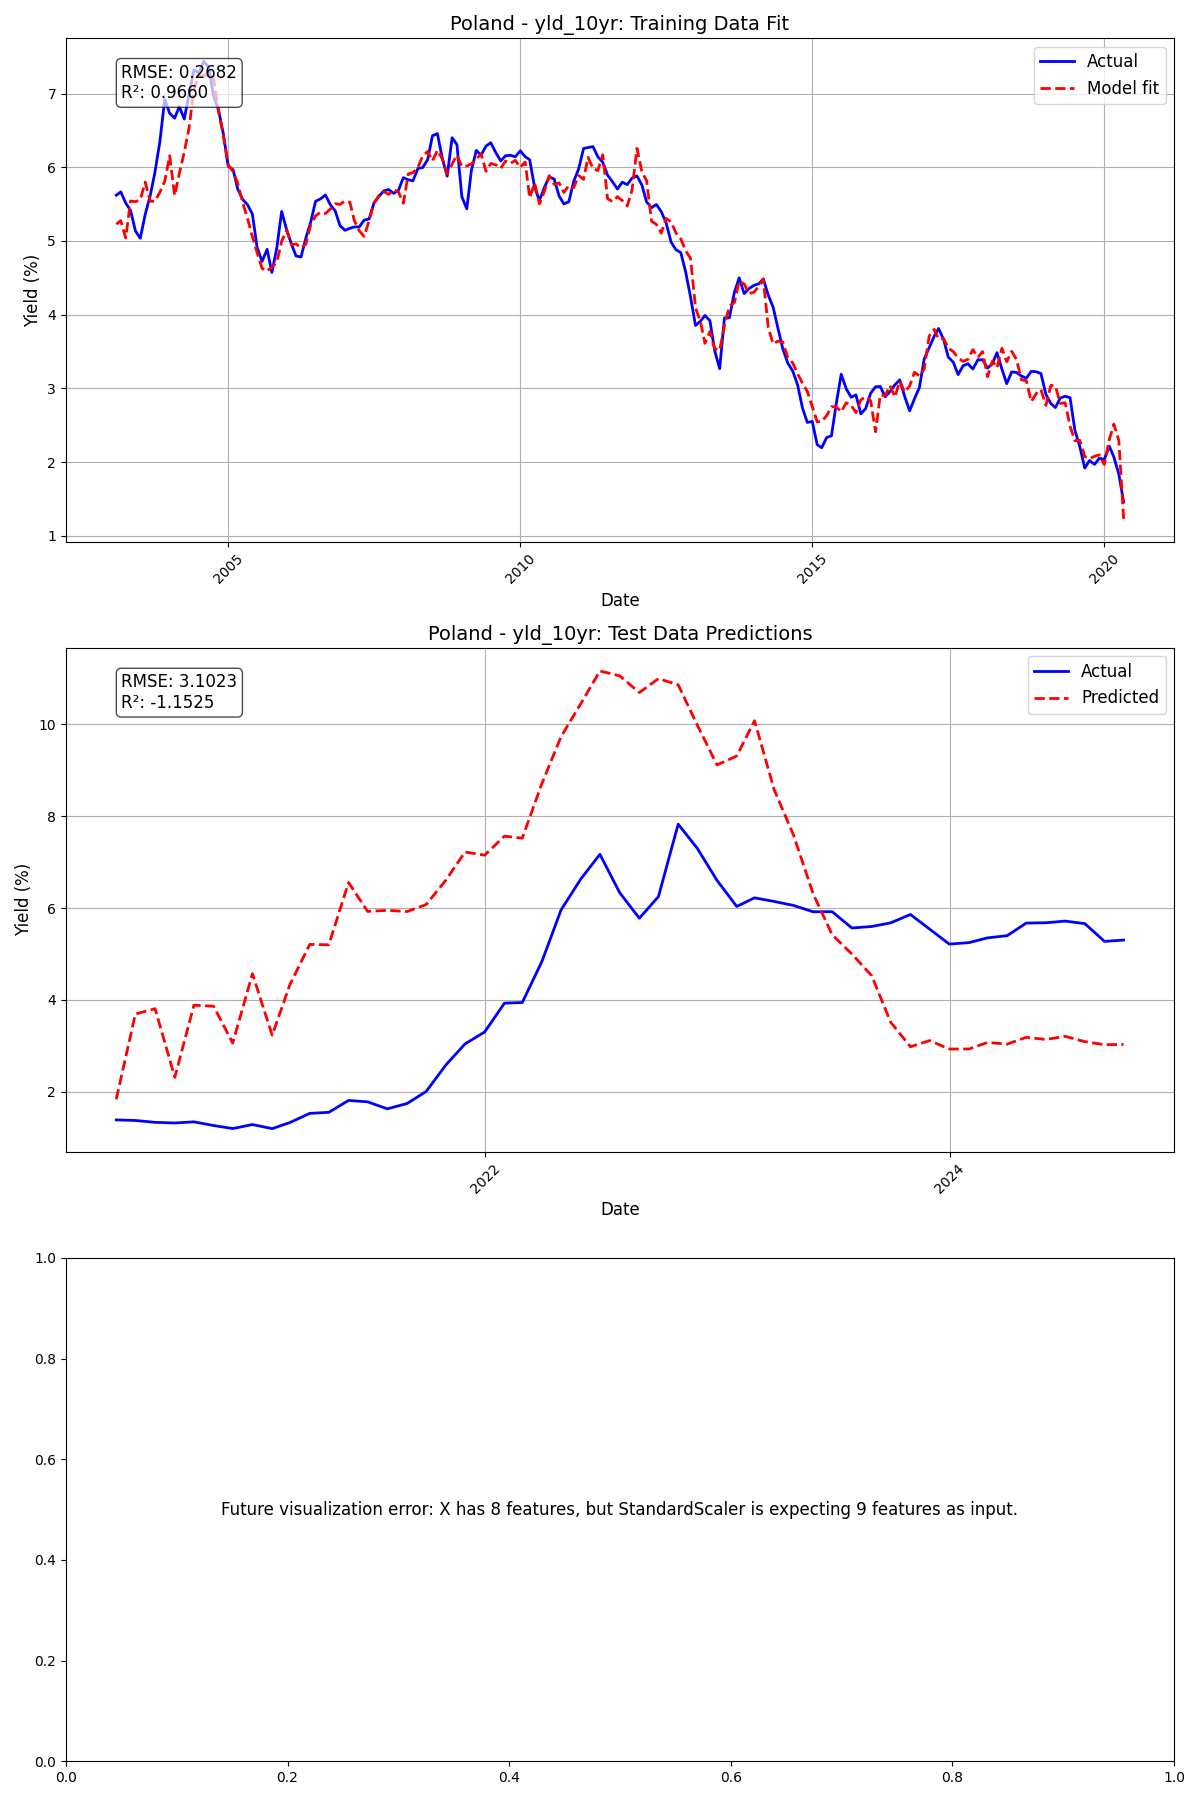 Poland - yld_10yr: Training Data Fit
RMSE: 0.2682
R²: 0.9660
Actual
Model fit
7
6
5
4
3
2
1
Yield (%)
2005
2010
2015
2020
Date
Poland - yld_10yr: Test Data Predictions
RMSE: 3.1023
R²: -1.1525
Actual
Predicted
10
8
6
4
2
Yield (%)
2022
2024
Date
1.0
0.8
0.6
0.4
0.2
0.0
Future visualization error: X has 8 features, but StandardScaler is expecting 9 features as input.
0.0
0.2
0.4
0.6
0.8
1.0